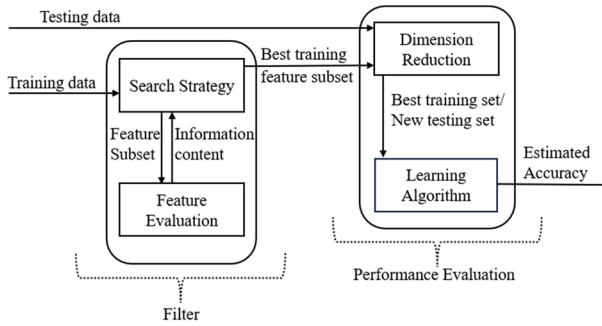 Testing data
Training data
Search Strategy
Feature
Subset
Information
content
Feature
Evaluation
Filter
Best training
feature subset
Dimension
Reduction
Best training set/
New testing set
Learning
Algorithm
Estimated
Accuracy
Performance Evaluation